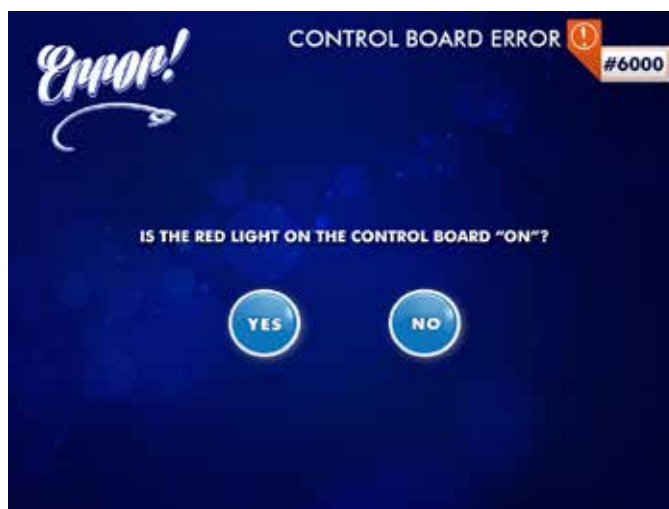 Error!
CONTROL BOARD ERROR
#6000
IS THE RED LIGHT ON THE CONTROL BOARD “ON”?
YES NO